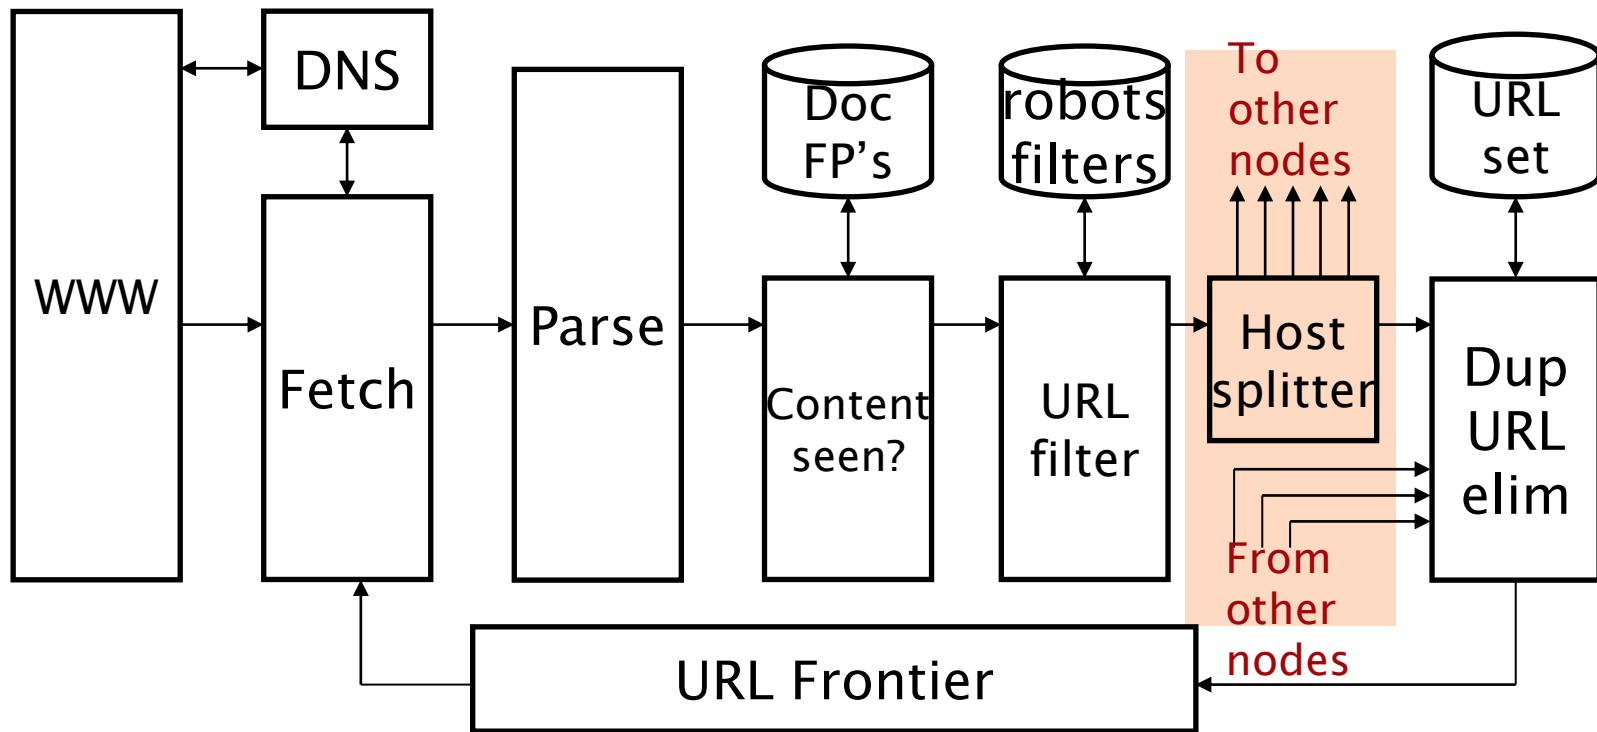 WWW
DNS
Fetch
Parse
Doc
FP's
Content
seen?
robots
filters
URL
filter
To
other
nodes
Host
splitter
From
other
nodes
URL
set
Dup
URL
elim
URL Frontier